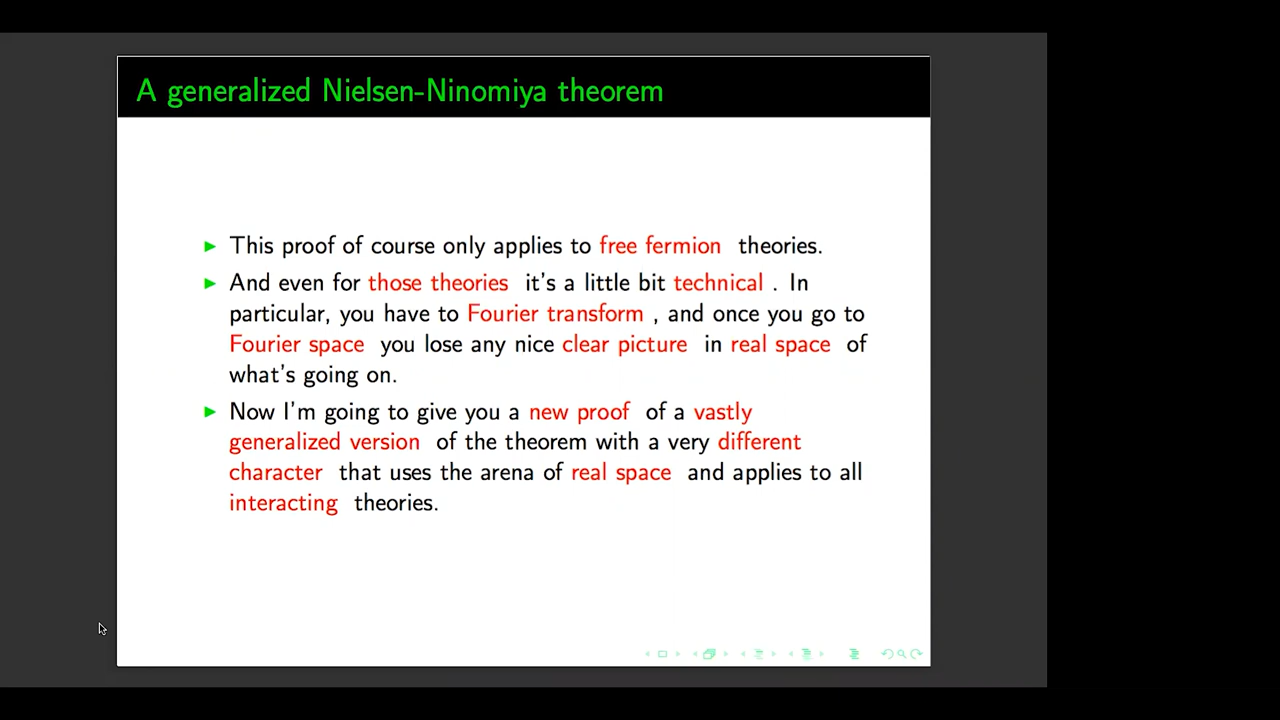 A generalized Nielsen-Ninomiya theorem
This proof of course only applies to free fermion theories.
And even for those theories it's a little bit technical . In
particular, you have to Fourier transform , and once you go to
Fourier space you lose any nice clear picture in real space of
what's going on.
Now I'm going to give you a new proof of a vastly
generalized version of the theorem with a very different
character that uses the arena of real space and applies to all
interacting theories.